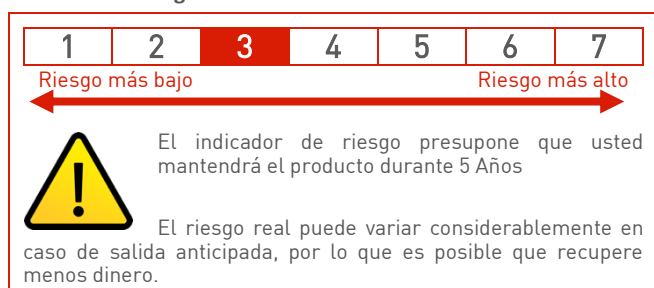 1 2 3 4 5 6 7
Riesgo más bajo Riesgo más alto
El indicador de riesgo presupone que usted
mantendrá el producto durante 5 Años
El riesgo real puede variar considerablemente en
caso de salida anticipada, por lo que es posible que recupere
menos dinero.